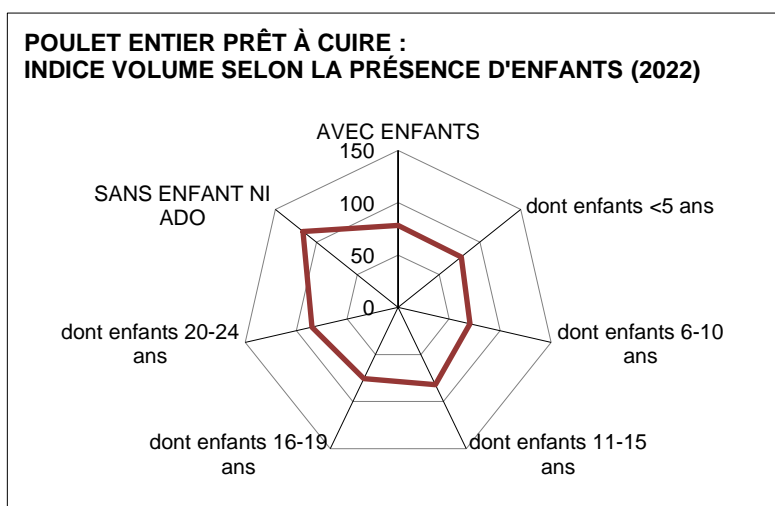 POULET ENTIER PRÊT À CUIRE :
INDICE VOLUME SELON LA PRÉSENCE D'ENFANTS (2022)
AVEC ENFANTS
150
100
50
0
dont enfants <5 ans
dont enfants 6-10
ans
dont enfants 11-15
ans
dont enfants 16-19
ans
dont enfants 20-24
ans
SANS ENFANT NI
ADO